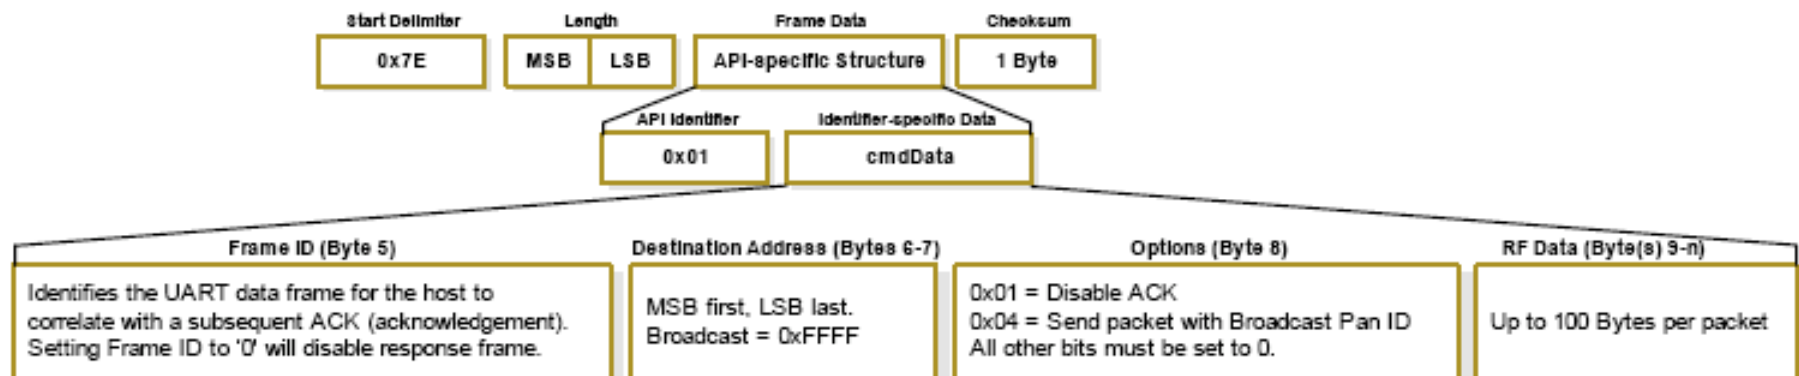 Start Delimiter Length Frame Data Checksum
0x7E MSB LSB API-specific Structure 1 Byte
API Identifier Identifier-specific Data
0x01 cmdData
Frame ID (Byte 5) Destination Address (Bytes 6-7) Options (Byte 8) RF Data (Byte(s) 9-n)
Identifies the UART data frame for the host to
correlate with a subsequent ACK (acknowledgement).
Setting Frame ID to '0' will disable response frame.
MSB first, LSB last.
Broadcast = 0xFFFF
0x01 = Disable ACK
0x04 = Send packet with Broadcast Pan ID
All other bits must be set to 0.
Up to 100 Bytes per packet